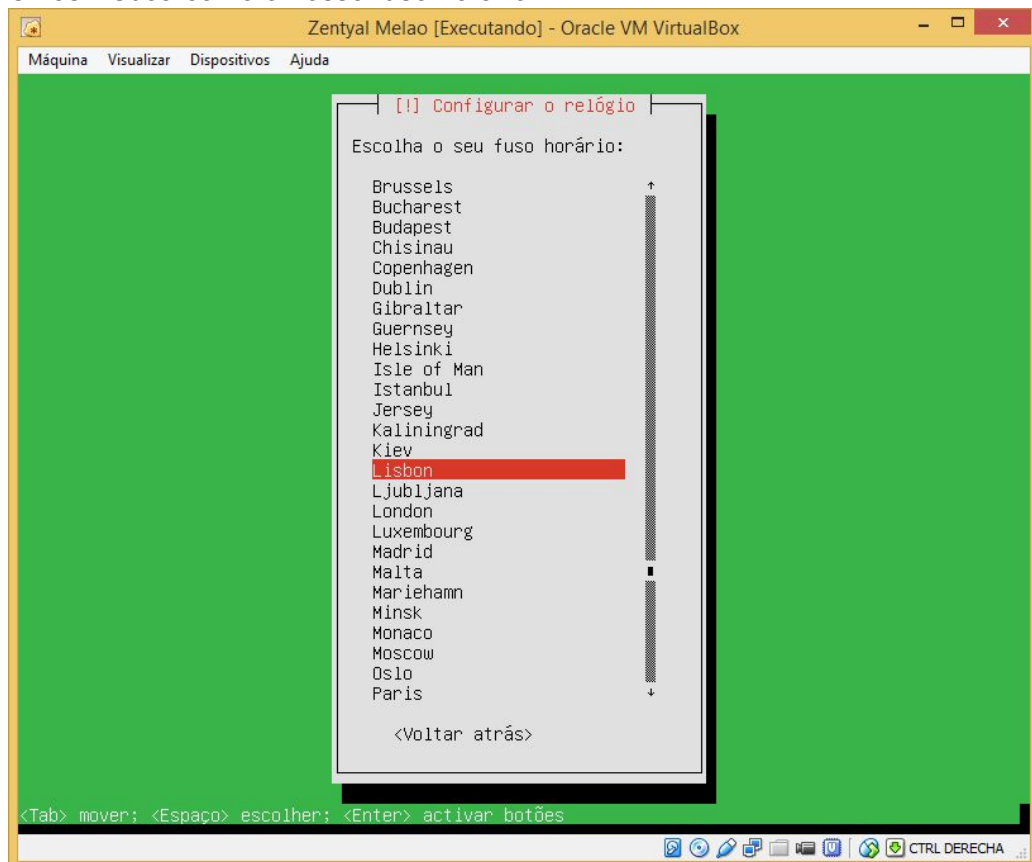 Zentyal Melao [Executando] - Oracle VM VirtualBox
Máquina Visualizar Dispositivos Ajuda
[!] Configurar o relógio
Escolha o seu fuso horário:
Brussels
Bucharest
Budapest
Chisinau
Copenhagen
Dublin
Gibraltar
Guernsey
Helsinki
Isle of Man
Istanbul
Jersey
Kaliningrad
Kiev
Lisbon
Ljubljana
London
Luxembourg
Madrid
Malta
Mariehamn
Minsk
Monaco
Moscow
Oslo
Paris
<Voltar atrás>
<Tab> mover; <Espaço> escolher; <Enter> activar botões
CTRL DERECHA